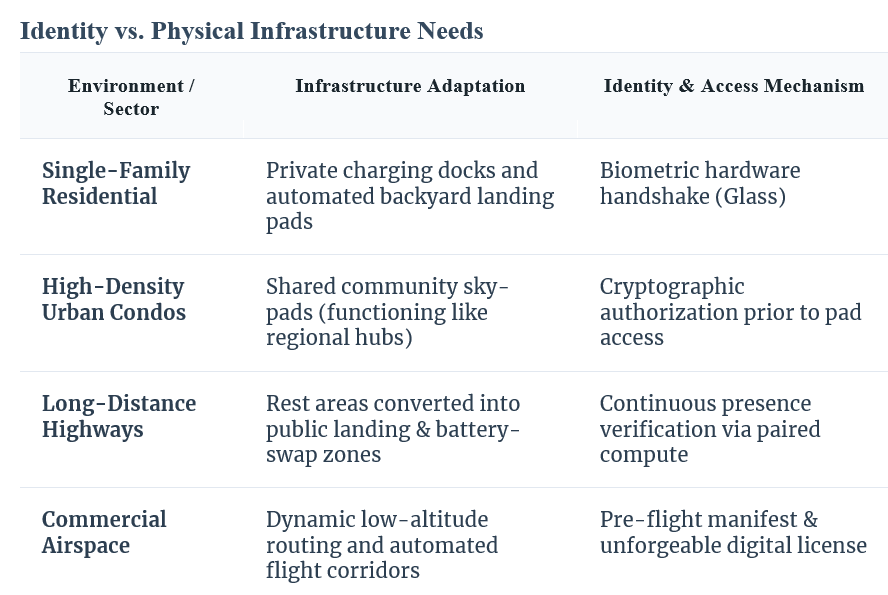 Identity vs. Physical Infrastructure Needs
Environment / Sector
Infrastructure Adaptation
Identity & Access Mechanism
Single-Family
Residential
Private charging docks and
automated backyard landing
pads
Biometric hardware
handshake (Glass)
High-Density
Urban Condos
Shared community sky-
pads (functioning like
regional hubs)
Cryptographic
authorization prior to pad
access
Long-Distance
Highways
Rest areas converted into
public landing & battery-
swap zones
Continuous presence
verification via paired
compute
Commercial
Airspace
Dynamic low-altitude
routing and automated
flight corridors
Pre-flight manifest &
unforgeable digital license